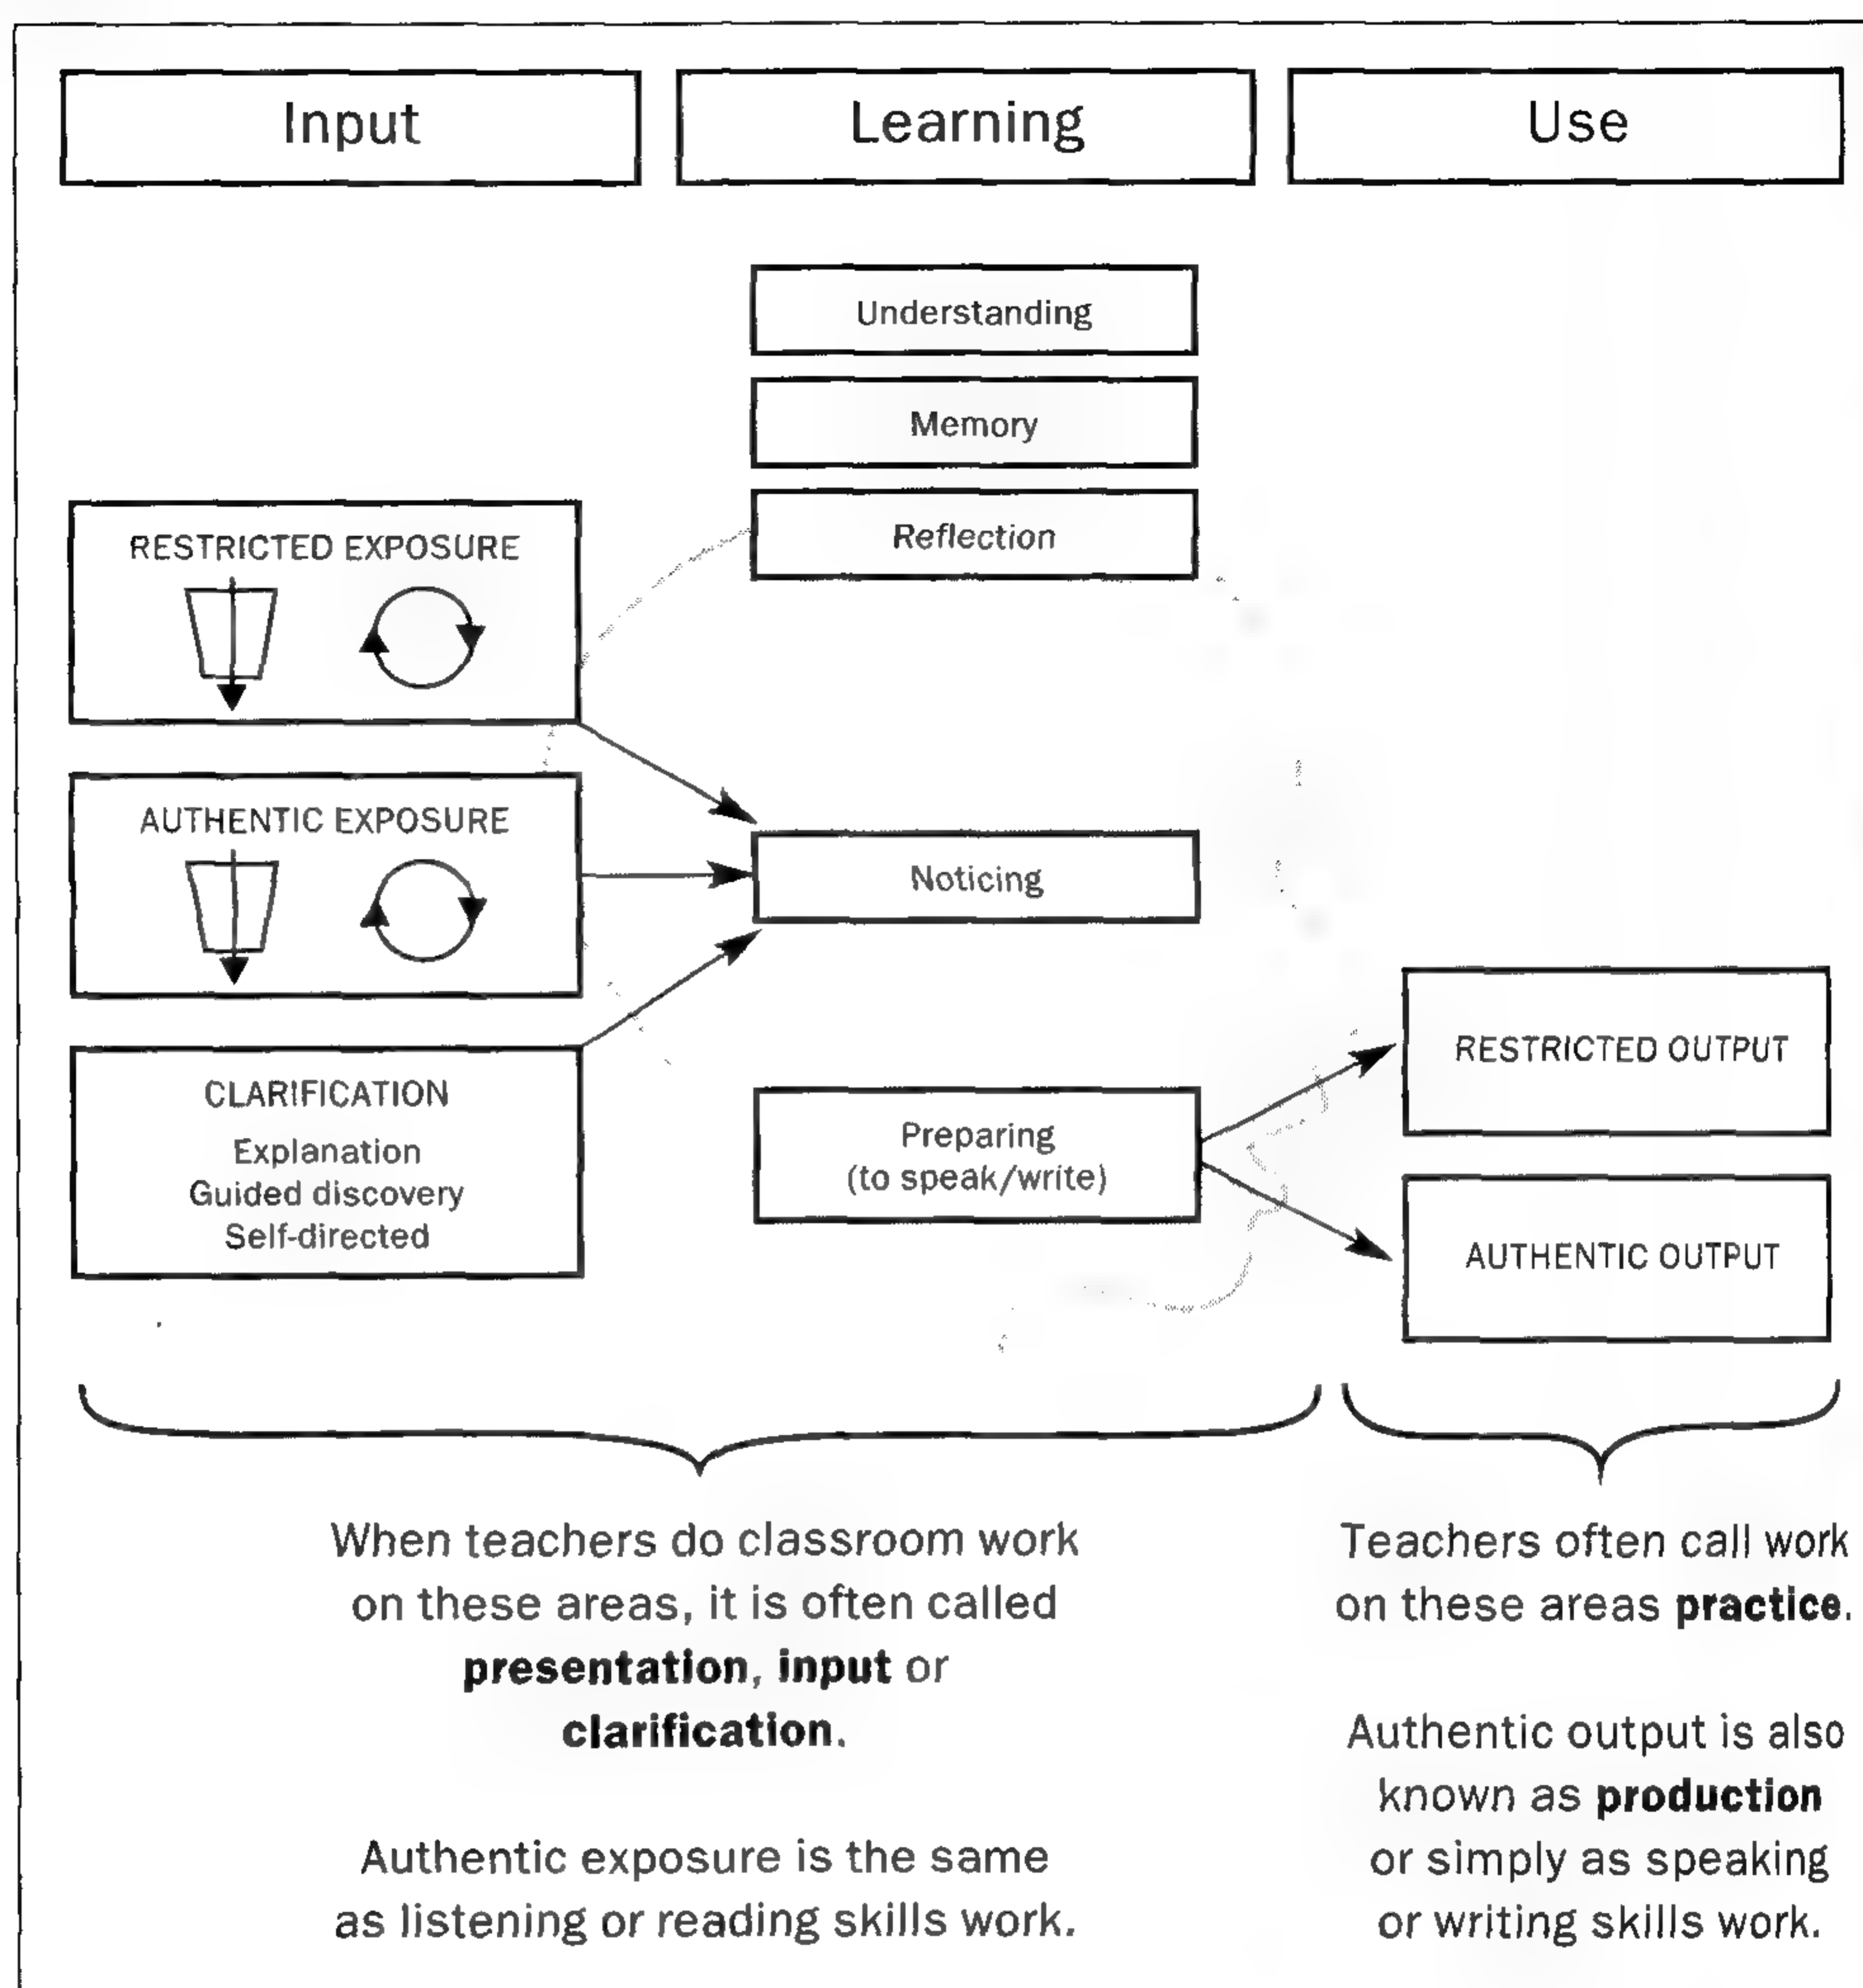 Input
Learning
Use
Understanding
Memory
Reflection
RESTRICTED EXPOSURE
AUTHENTIC EXPOSURE
CLARIFICATION
Explanation
Guided discovery
Self-directed
Noticing
Preparing
(to speak/write)
RESTRICTED OUTPUT
AUTHENTIC OUTPUT
When teachers do classroom work
on these areas, it is often called
presentation, input or
clarification.
Authentic exposure is the same
as listening or reading skills work.
Teachers often call work
on these areas practice.
Authentic output is also
known as production
or simply as speaking
or writing skills work.